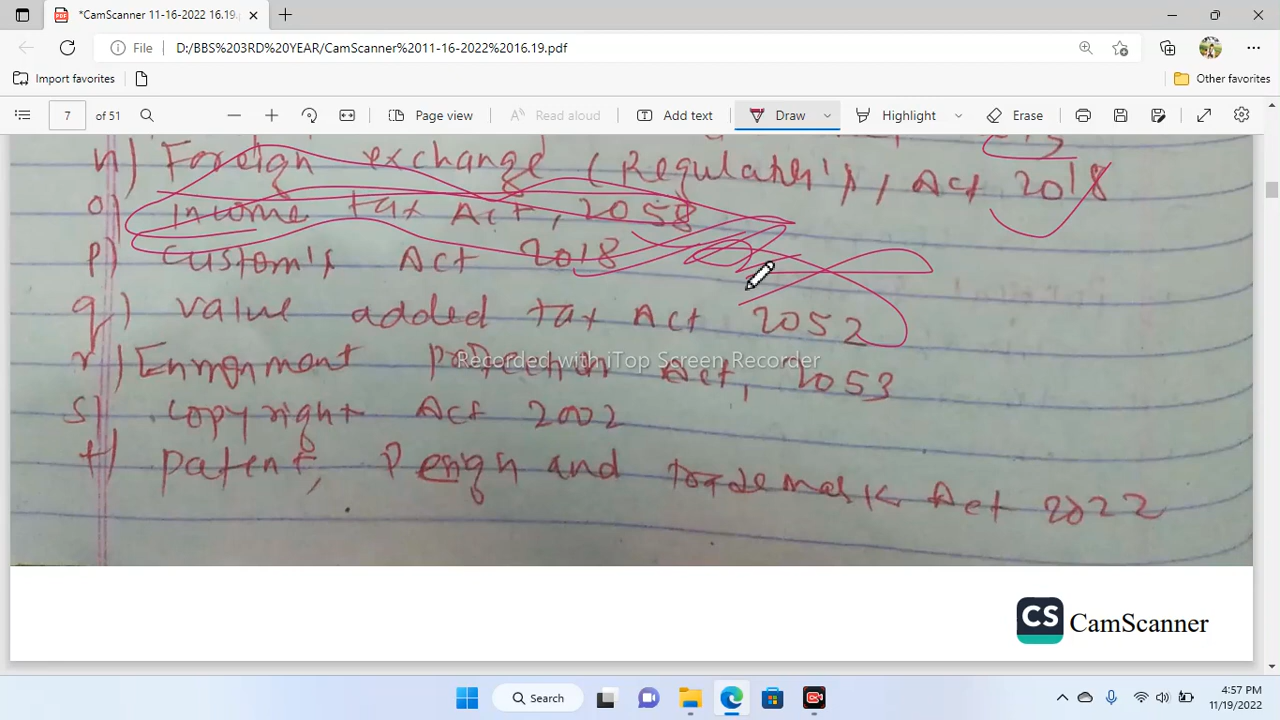 *CamScanner 11-16-2022 16.19.p
File D:/BBS%203RD%20YEAR/CamScanner%2011-16-2022%2016.19.pdf
Import favorites Other favorites
7 of 51 Page view Read aloud Add text Draw Highlight Erase
n) Foreign exchange (Regulater's), Act 2018
o) income tax Act, 2058
p) Custom's Act 2018
q) value added tax Act 2052
Recorded with iTop Screen Recorder
r) Act, 2053
s) copyright Act 2002
t) patent, and trademark Act 2022
CS CamScanner
Search
4:57 PM
11/19/2022